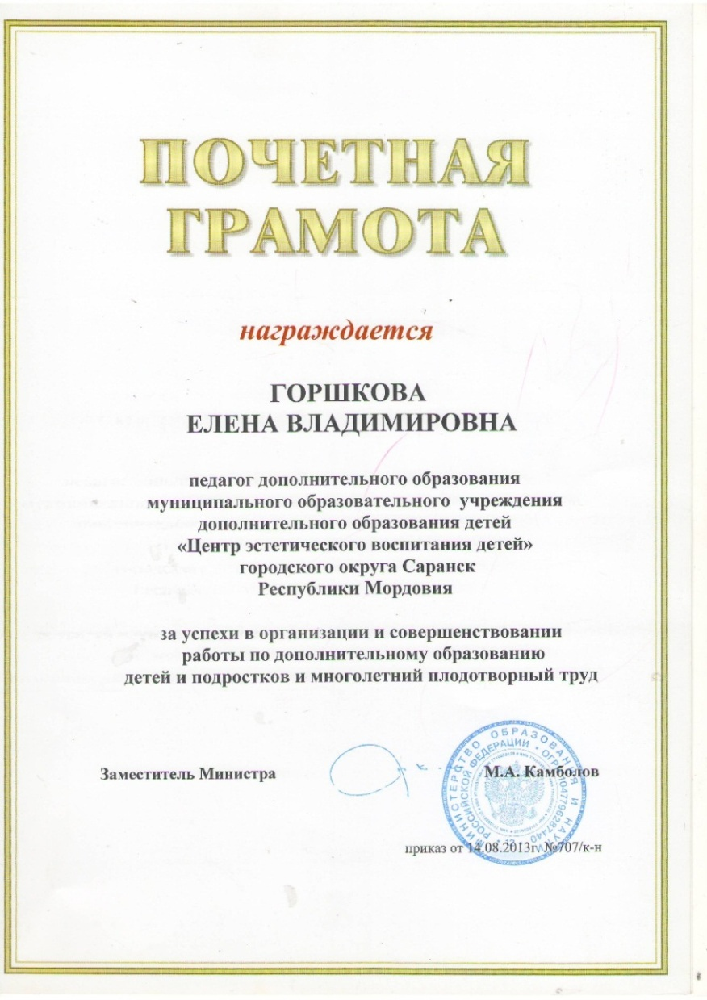 ПОЧЕТНАЯ
ГРАМОТА
награждается
ГОРШКОВА
ЕЛЕНА ВЛАДИМИРОВНА
педагог дополнительного образования
муниципального образовательного учреждения
дополнительного образования детей
«Центр эстетического воспитания детей»
городского округа Саранск
Республики Мордовия
за успехи в организации и совершенствовании
работы по дополнительному образованию
детей и подростков и многолетний плодотворный труд
Заместитель Министра
М.А. Камболов
МИНИСТЕРСТВО ОБРАЗОВАНИЯ И НАУКИ
РОССИЙСКОЙ ФЕДЕРАЦИИ • ОГРН 1047796287440
приказ от 14.08.2013г. №707/к-н